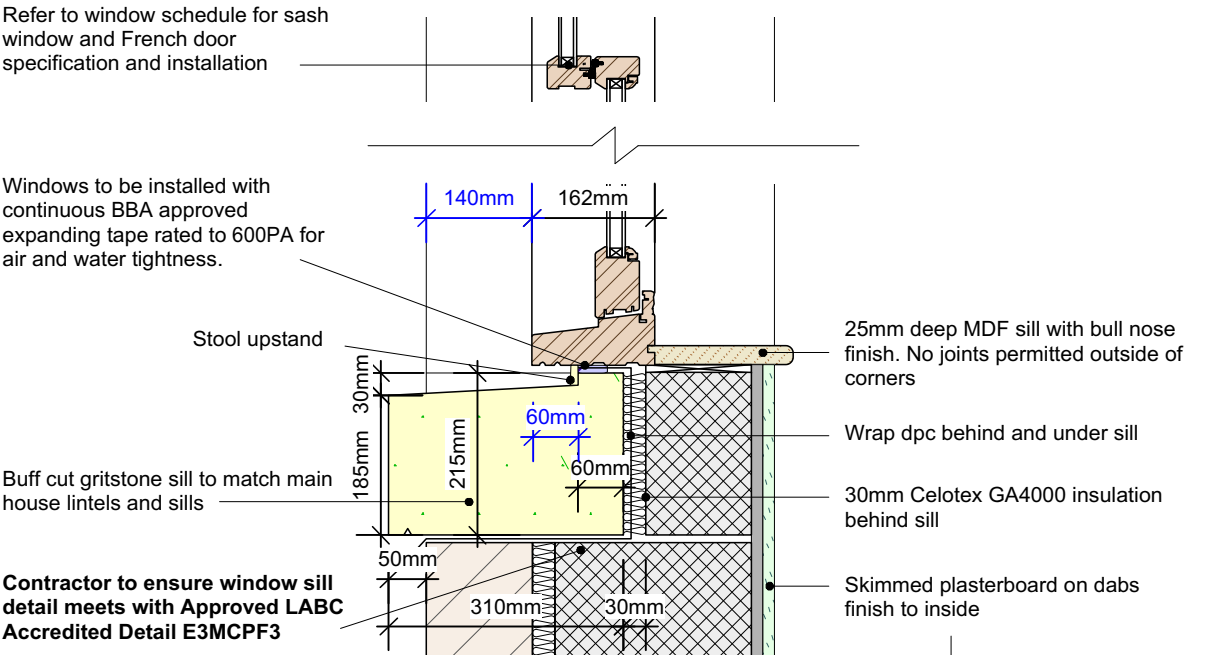 Refer to window schedule for sash
window and French door
specification and installation
Windows to be installed with
continuous BBA approved
expanding tape rated to 600PA for
air and water tightness.
140mm
162mm
Stool upstand
25mm deep MDF sill with bull nose
finish. No joints permitted outside of
corners
30mm
185mm
215mm
60mm
60mm
Wrap dpc behind and under sill
Buff cut gritstone sill to match main
house lintels and sills
30mm Celotex GA4000 insulation
behind sill
50mm
310mm
30mm
Contractor to ensure window sill
detail meets with Approved LABC
Accredited Detail E3MCPF3
Skimmed plasterboard on dabs
finish to inside